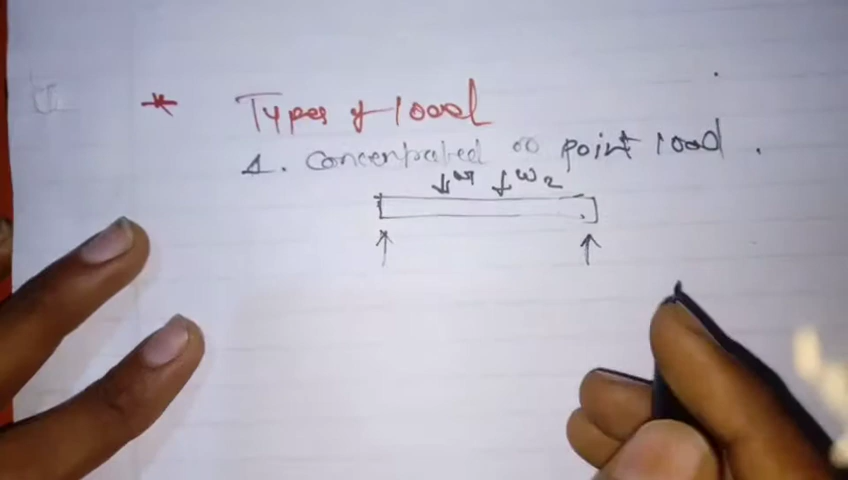 * Types of load
1. Concentrated or point load.
W W2